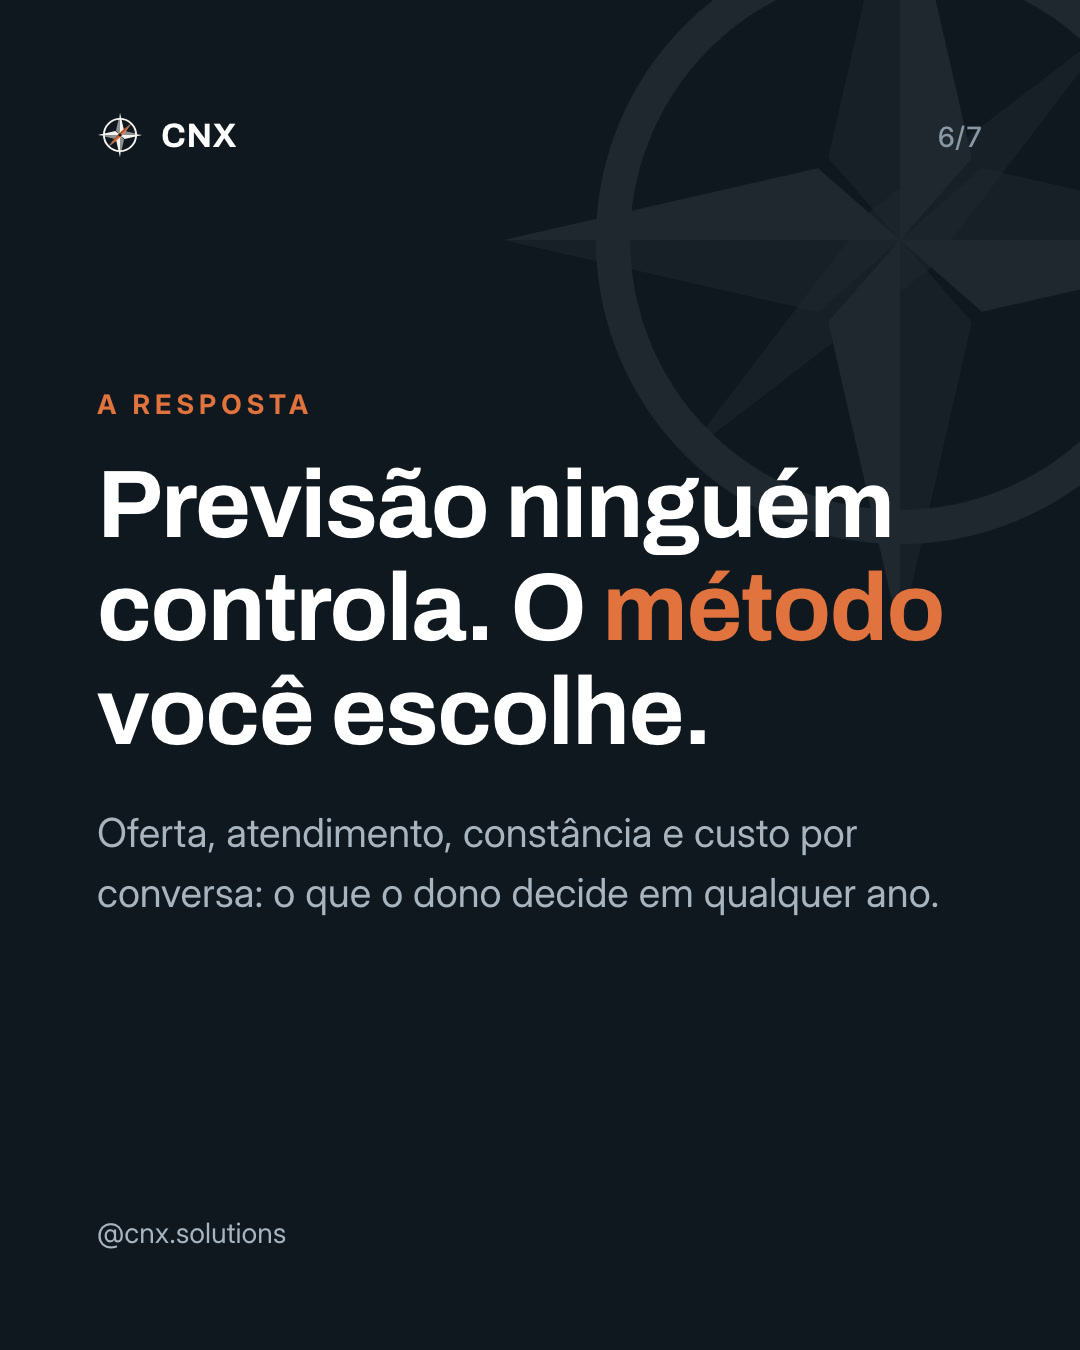 CNX
6/7
A RESPOSTA
Previsão ninguém
controla. O método
você escolhe.
Oferta, atendimento, constância e custo por
conversa: o que o dono decide em qualquer ano.
@cnx.solutions